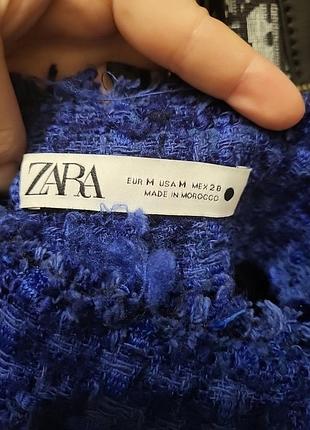 ZARA
EUR M USA M MEX 28
MADE IN MOROCCO